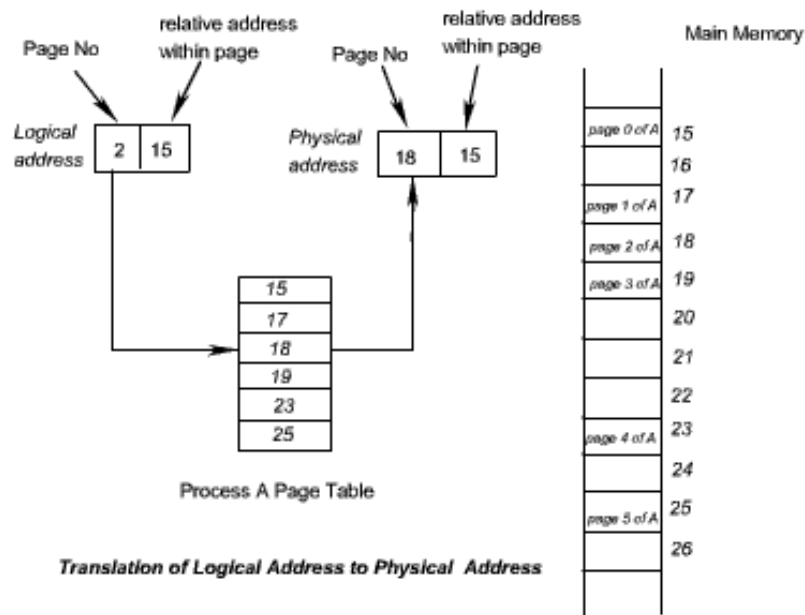 relative address
within page
Page No
Logical
address
2 15
relative address
within page
Page No
Physical
address
18 15
15
17
18
19
23
25
Process A Page Table
Translation of Logical Address to Physical Address
Main Memory
page 0 of A 15
16
page 1 of A 17
page 2 of A 18
page 3 of A 19
20
21
22
page 4 of A 23
24
page 5 of A 25
26